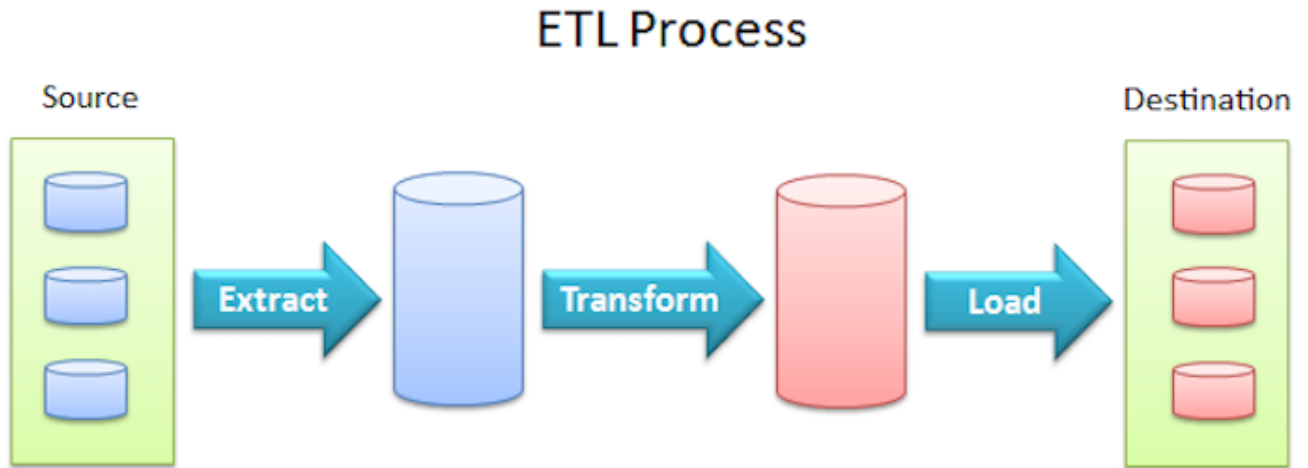 ETL Process
Source
Destination
Extract
Transform
Load